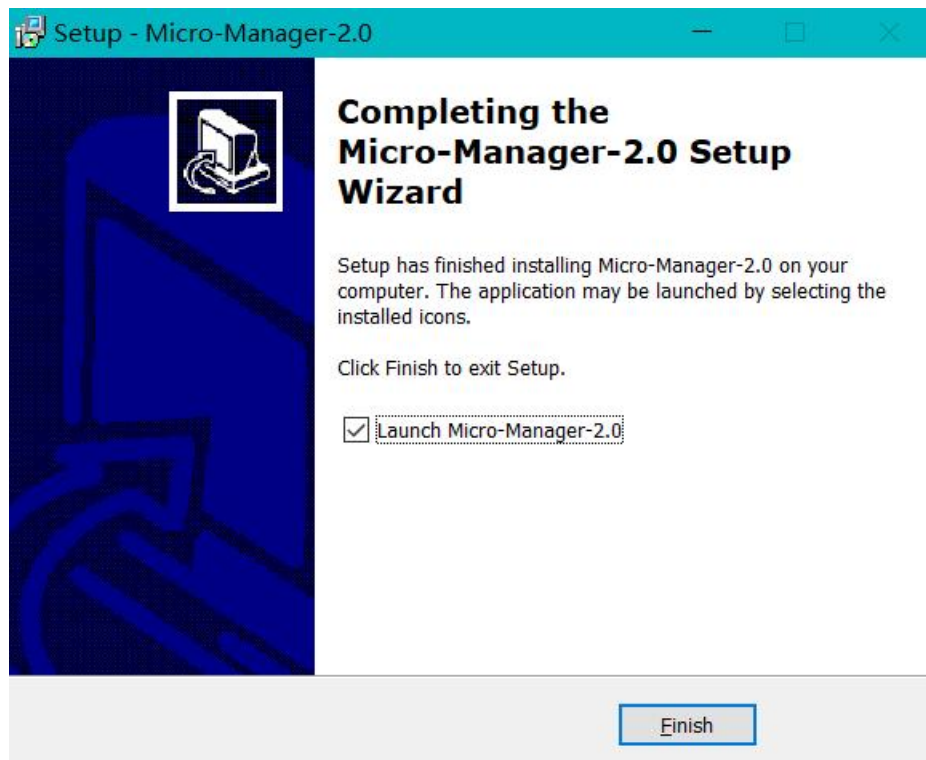 Setup - Micro-Manager-2.0
Completing the
Micro-Manager-2.0 Setup
Wizard
Setup has finished installing Micro-Manager-2.0 on your
computer. The application may be launched by selecting the
installed icons.
Click Finish to exit Setup.
Launch Micro-Manager-2.0
Finish